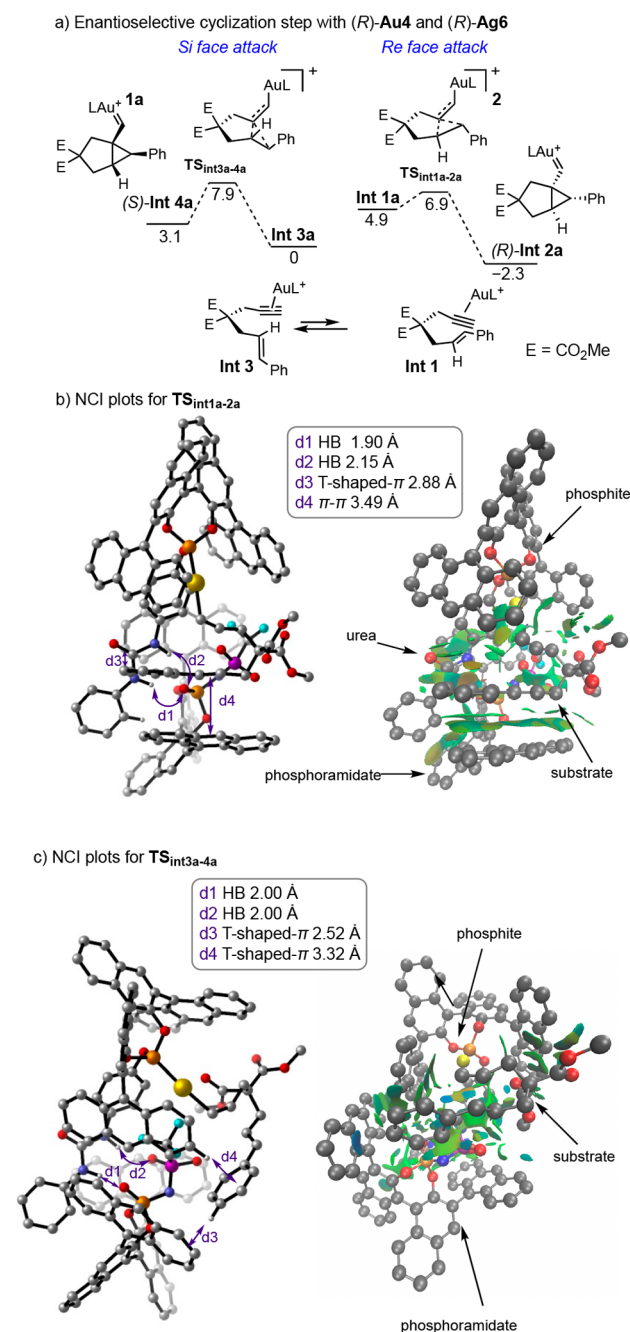 a) Enantioselective cyclization step with (R)-Au4 and (R)-Ag6
Si face attack
Re face attack
LAu+ 1a
E
E
Ph
H
(S)-Int 4a
3.1
AuL
+
E
E
H
Ph
TSint3a-4a
7.9
Int 3a
0
AuL
+
2
E
E
Ph
H
TSint1a-2a
6.9
Int 1a
4.9
LAu+
E
E
Ph
H
(R)-Int 2a
−2.3
AuL+
E
E
H
Ph
Int 3
AuL+
E
E
Ph
H
Int 1
E = CO2Me
b) NCI plots for TSint1a-2a
d1 HB 1.90 Å
d2 HB 2.15 Å
d3 T-shaped-π 2.88 Å
d4 π-π 3.49 Å
phosphite
urea
d3
d2
d1
d4
phosphoramidate
substrate
c) NCI plots for TSint3a-4a
d1 HB 2.00 Å
d2 HB 2.00 Å
d3 T-shaped-π 2.52 Å
d4 T-shaped-π 3.32 Å
phosphite
d1
d2
d4
d3
substrate
phosphoramidate